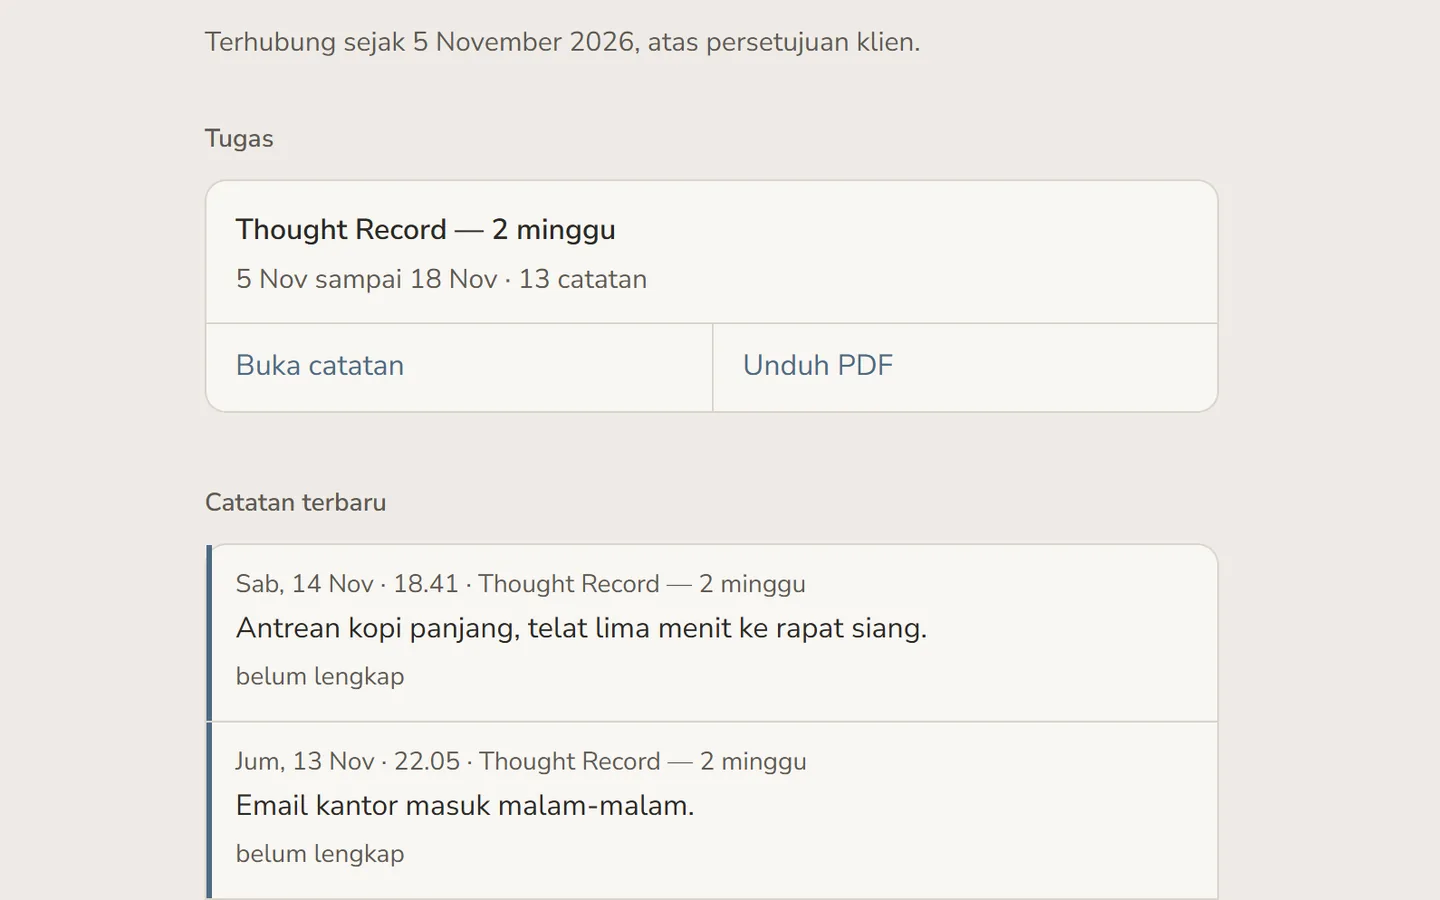 Terhubung sejak 5 November 2026, atas persetujuan klien.
Tugas
Thought Record — 2 minggu
5 Nov sampai 18 Nov · 13 catatan
Buka catatan
Unduh PDF
Catatan terbaru
Sab, 14 Nov · 18.41 · Thought Record — 2 minggu
Antrean kopi panjang, telat lima menit ke rapat siang.
belum lengkap
Jum, 13 Nov · 22.05 · Thought Record — 2 minggu
Email kantor masuk malam-malam.
belum lengkap